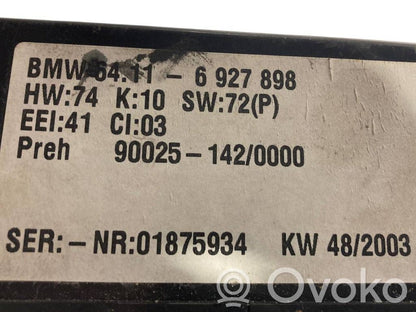 BMW 64.11 - 6 927 898
HW:74 K:10 SW:72(P)
EEI:41 CI:03
Preh 90025-142/0000
SER:-NR:01875934 KW 48/2003
Ovoko